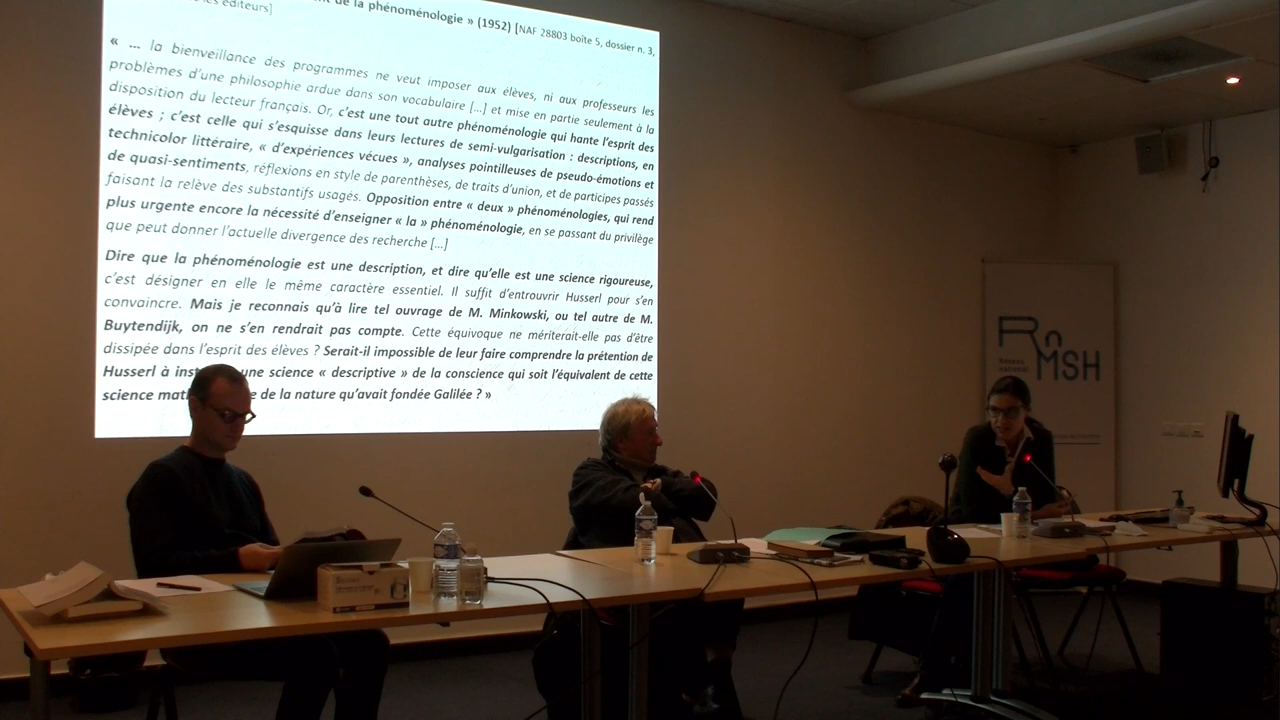 de la phénoménologie » (1952) [NAF 28803 boîte 5, dossier n. 3,
les éditeurs]
« ... la bienveillance des programmes ne veut imposer aux élèves, ni aux professeurs les
problèmes d'une philosophie ardue dans son vocabulaire [...] et mise en partie seulement à la
disposition du lecteur français. Or, c'est une tout autre phénoménologie qui hante l'esprit des
élèves ; c'est celle qui s'esquisse dans leurs lectures de semi-vulgarisation : descriptions, en
technicolor littéraire, « d'expériences vécues », analyses pointilleuses de pseudo-émotions et
de quasi-sentiments, réflexions en style de parenthèses, de traits d'union, et de participes passés
faisant la relève des substantifs usagés. Opposition entre « deux » phénoménologies, qui rend
plus urgente encore la nécessité d'enseigner « la » phénoménologie, en se passant du privilège
que peut donner l'actuelle divergence des recherche [...]
Dire que la phénoménologie est une description, et dire qu'elle est une science rigoureuse,
c'est désigner en elle le même caractère essentiel. Il suffit d'entrouvrir Husserl pour s'en
convaincre. Mais je reconnais qu'à lire tel ouvrage de M. Minkowski, ou tel autre de M.
Buytendijk, on ne s'en rendrait pas compte. Cette équivoque ne mériterait-elle pas d'être
dissipée dans l'esprit des élèves ? Serait-il impossible de leur faire comprendre la prétention de
Husserl à une science « descriptive » de la conscience qui soit l'équivalent de cette
science de la nature qu'avait fondée Galilée ? »
RnMSH
Réseau
national